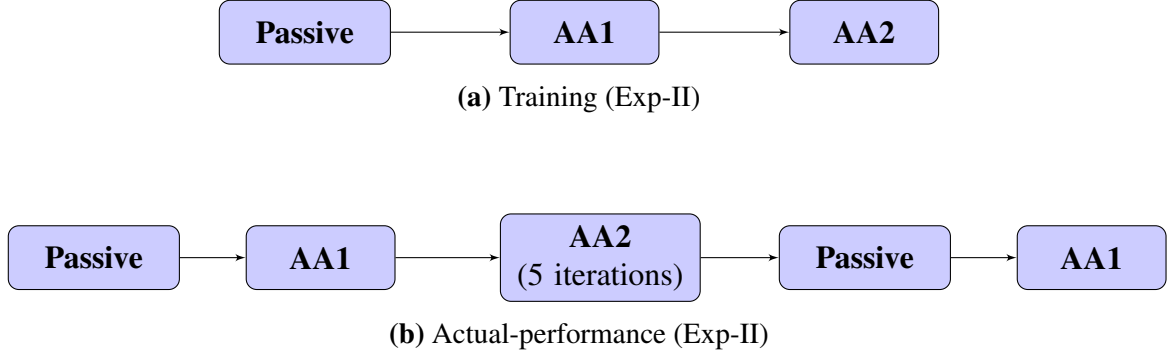 Passive AA1 AA2
(a) Training (Exp-II)
Passive AA1 AA2 Passive AA1
(5 iterations)
(b) Actual-performance (Exp-II)